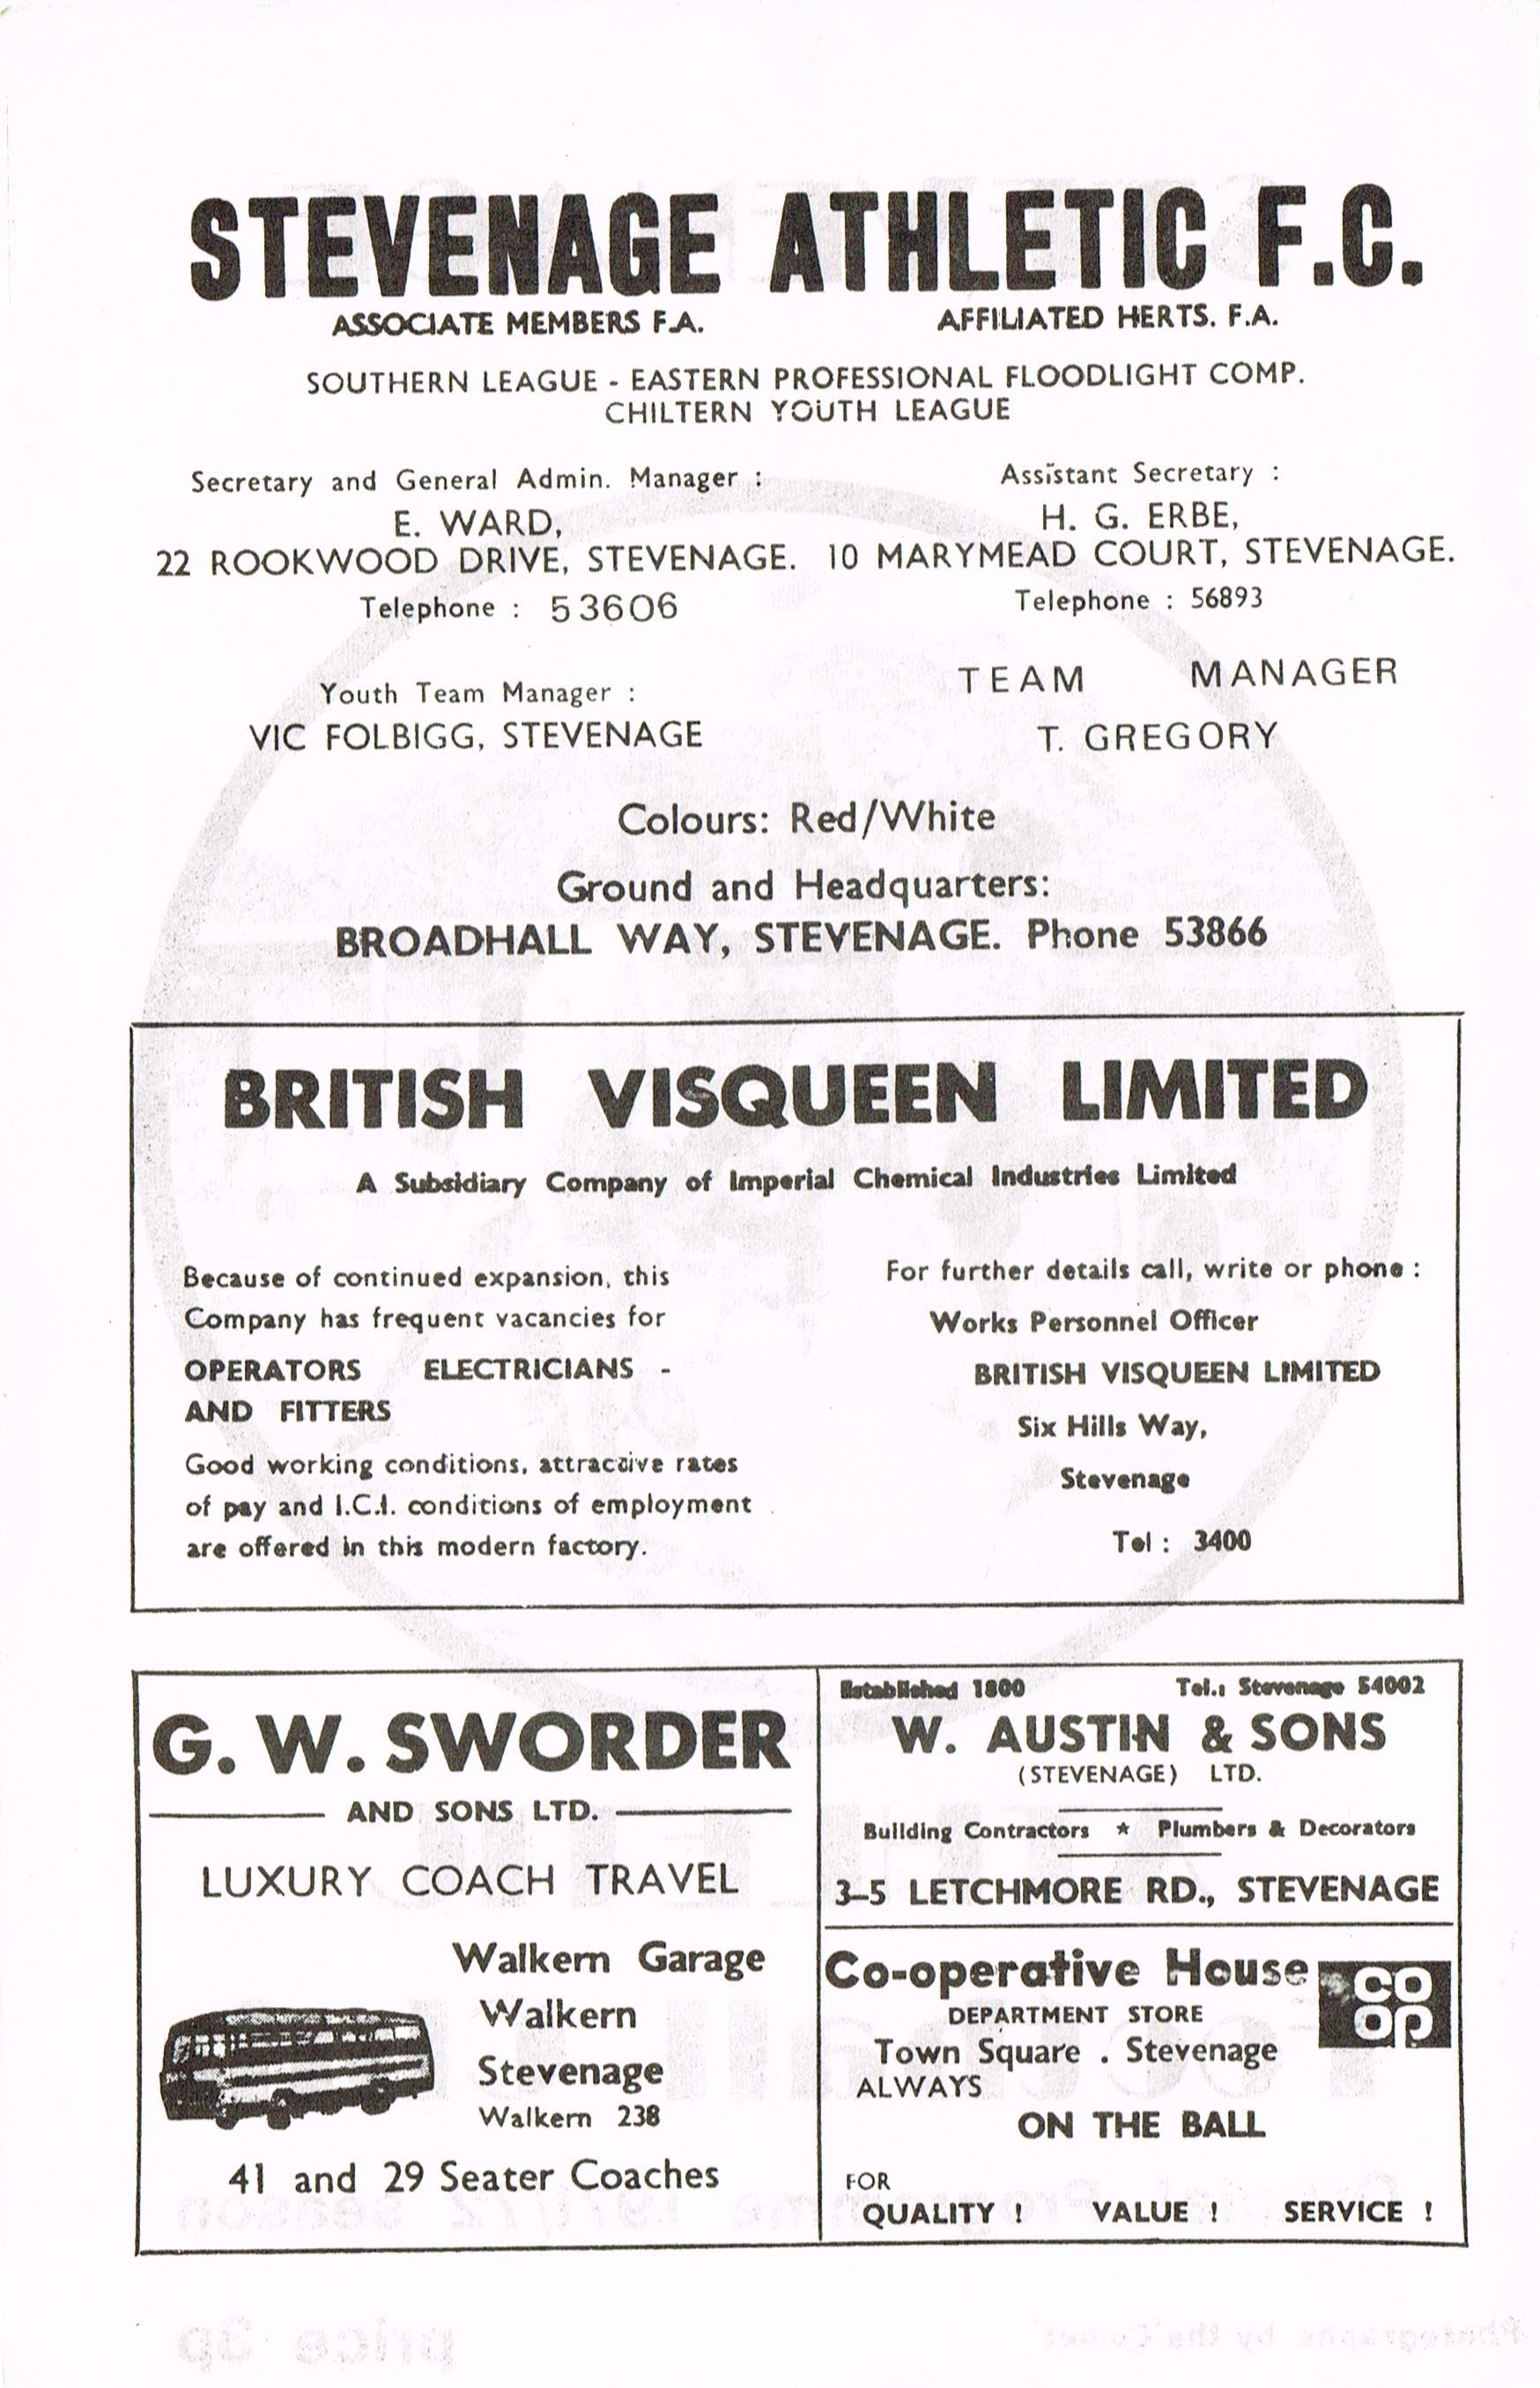 STEVENAGE ATHLETIC F.C.
ASSOCIATE MEMBERS F.A. AFFILIATED HERTS. F.A.
SOUTHERN LEAGUE - EASTERN PROFESSIONAL FLOODLIGHT COMP.
CHILTERN YOUTH LEAGUE
Secretary and General Admin. Manager :
E. WARD,
22 ROOKWOOD DRIVE, STEVENAGE.
Telephone : 53606
Assistant Secretary :
H. G. ERBE,
10 MARYMEAD COURT, STEVENAGE.
Telephone : 56893
Youth Team Manager :
VIC FOLBIGG, STEVENAGE
TEAM MANAGER
T. GREGORY
Colours: Red/White
Ground and Headquarters:
BROADHALL WAY, STEVENAGE. Phone 53866
BRITISH VISQUEEN LIMITED
A Subsidiary Company of Imperial Chemical Industries Limited
Because of continued expansion, this
Company has frequent vacancies for
OPERATORS ELECTRICIANS -
AND FITTERS
Good working conditions, attractive rates
of pay and I.C.I. conditions of employment
are offered in this modern factory.
For further details call, write or phone :
Works Personnel Officer
BRITISH VISQUEEN LIMITED
Six Hills Way,
Stevenage
Tel : 3400
G. W. SWORDER
AND SONS LTD.
LUXURY COACH TRAVEL
Walkern Garage
Walkern
Stevenage
Walkern 238
41 and 29 Seater Coaches
Established 1800 Tel.: Stevenage 54002
W. AUSTIN & SONS
(STEVENAGE) LTD.
Building Contractors ★ Plumbers & Decorators
3-5 LETCHMORE RD., STEVENAGE
Co-operative House
CO
OP
DEPARTMENT STORE
Town Square . Stevenage
ALWAYS
ON THE BALL
FOR
QUALITY ! VALUE ! SERVICE !